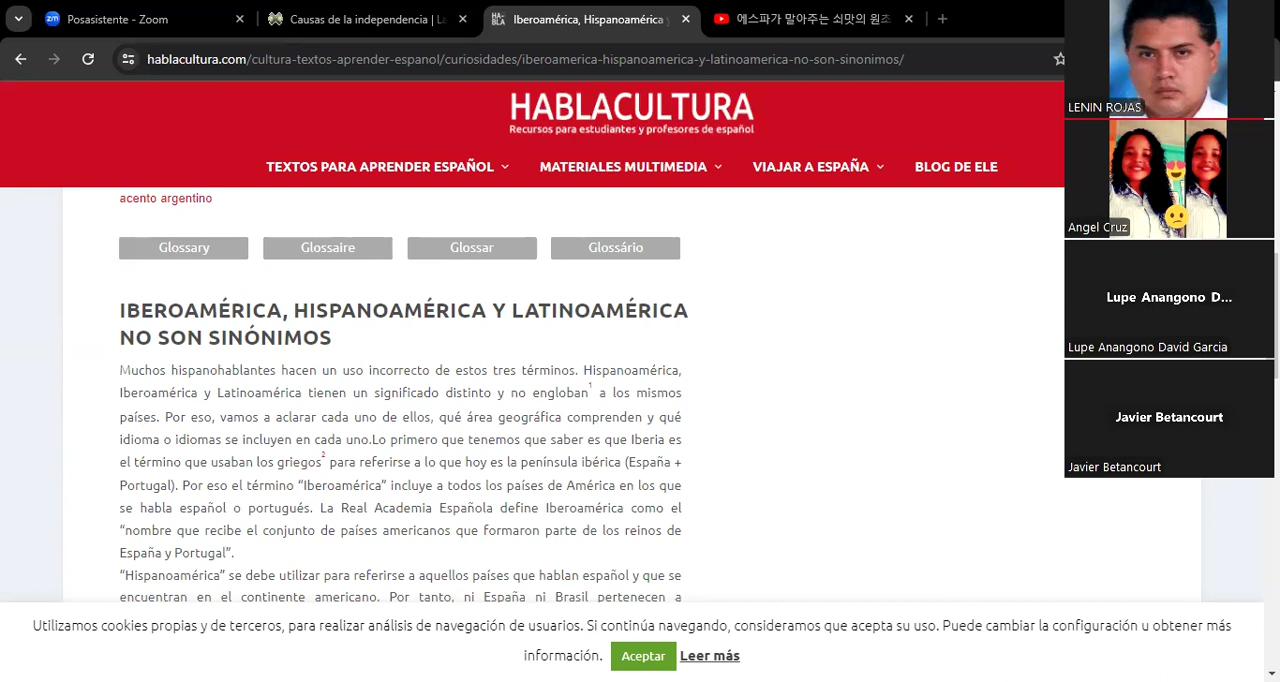 Posasistente - Zoom
Causas de la independencia | La
Iberoamérica, Hispanoamérica y
에스파가 말아주는 쇠맛의 원조
hablacultura.com/cultura-textos-aprender-espanol/curiosidades/iberoamerica-hispanoamerica-y-latinoamerica-no-son-sinonimos/
HABLACULTURA
Recursos para estudiantes y profesores de español
TEXTOS PARA APRENDER ESPAÑOL
MATERIALES MULTIMEDIA
VIAJAR A ESPAÑA
BLOG DE ELE
acento argentino
Glossary
Glossaire
Glossar
Glossário
IBEROAMÉRICA, HISPANOAMÉRICA Y LATINOAMÉRICA
NO SON SINÓNIMOS
Muchos hispanohablantes hacen un uso incorrecto de estos tres términos. Hispanoamérica,
Iberoamérica y Latinoamérica tienen un significado distinto y no engloban1 a los mismos
países. Por eso, vamos a aclarar cada uno de ellos, qué área geográfica comprenden y qué
idioma o idiomas se incluyen en cada uno.Lo primero que tenemos que saber es que Iberia es
el término que usaban los griegos2 para referirse a lo que hoy es la península ibérica (España +
Portugal). Por eso el término “Iberoamérica” incluye a todos los países de América en los que
se habla español o portugués. La Real Academia Española define Iberoamérica como el
“nombre que recibe el conjunto de países americanos que formaron parte de los reinos de
España y Portugal”.
“Hispanoamérica” se debe utilizar para referirse a aquellos países que hablan español y que se
encuentran en el continente americano. Por tanto, ni España ni Brasil pertenecen a
Utilizamos cookies propias y de terceros, para realizar análisis de navegación de usuarios. Si continúa navegando, consideramos que acepta su uso. Puede cambiar la configuración u obtener más
información.
Aceptar
Leer más
LENIN ROJAS
Angel Cruz
Lupe Anangono D...
Lupe Anangono David Garcia
Javier Betancourt
Javier Betancourt